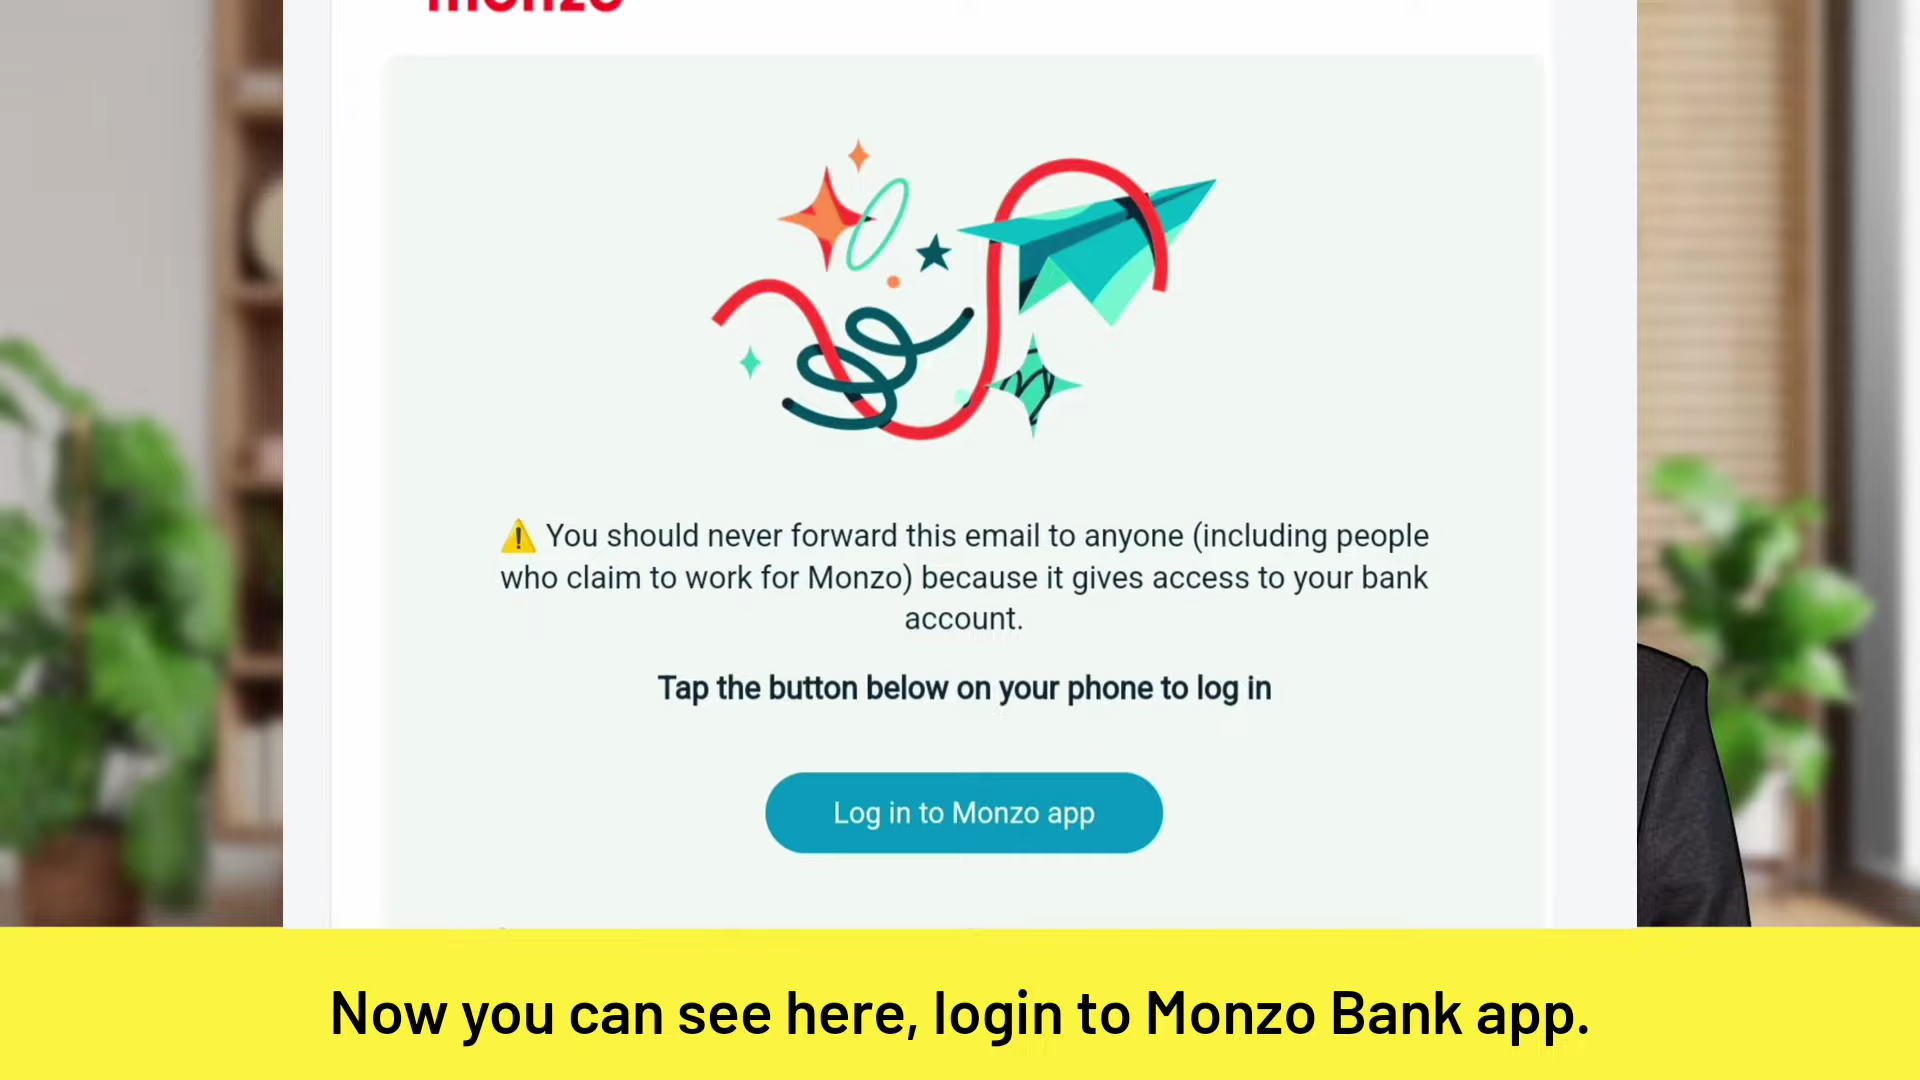 monzo
⚠️ You should never forward this email to anyone (including people
who claim to work for Monzo) because it gives access to your bank
account.
Tap the button below on your phone to log in
Log in to Monzo app
Now you can see here, login to Monzo Bank app.